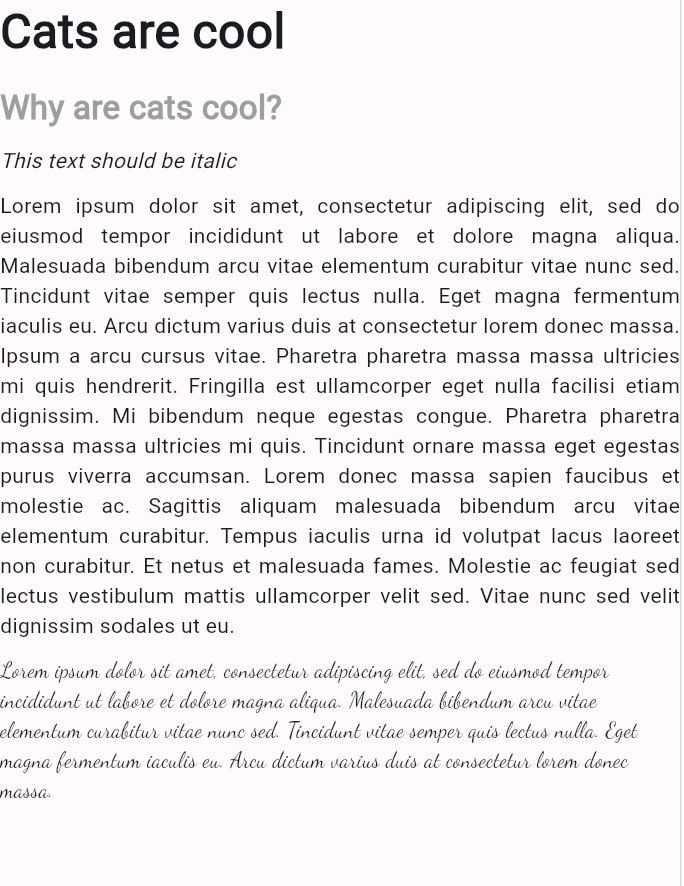 Cats are cool
Why are cats cool?
This text should be italic
Lorem ipsum dolor sit amet, consectetur adipiscing elit, sed do
eiusmod tempor incididunt ut labore et dolore magna aliqua.
Malesuada bibendum arcu vitae elementum curabitur vitae nunc sed.
Tincidunt vitae semper quis lectus nulla. Eget magna fermentum
iaculis eu. Arcu dictum varius duis at consectetur lorem donec massa.
Ipsum a arcu cursus vitae. Pharetra pharetra massa massa ultricies
mi quis hendrerit. Fringilla est ullamcorper eget nulla facilisi etiam
dignissim. Mi bibendum neque egestas congue. Pharetra pharetra
massa massa ultricies mi quis. Tincidunt ornare massa eget egestas
purus viverra accumsan. Lorem donec massa sapien faucibus et
molestie ac. Sagittis aliquam malesuada bibendum arcu vitae
elementum curabitur. Tempus iaculis urna id volutpat lacus laoreet
non curabitur. Et netus et malesuada fames. Molestie ac feugiat sed
lectus vestibulum mattis ullamcorper velit sed. Vitae nunc sed velit
dignissim sodales ut eu.
Lorem ipsum dolor sit amet, consectetur adipiscing elit, sed do eiusmod tempor
incididunt ut labore et dolore magna aliqua. Malesuada bibendum arcu vitae
elementum curabitur vitae nunc sed. Tincidunt vitae semper quis lectus nulla. Eget
magna fermentum iaculis eu. Arcu dictum varius duis at consectetur lorem donec
massa.